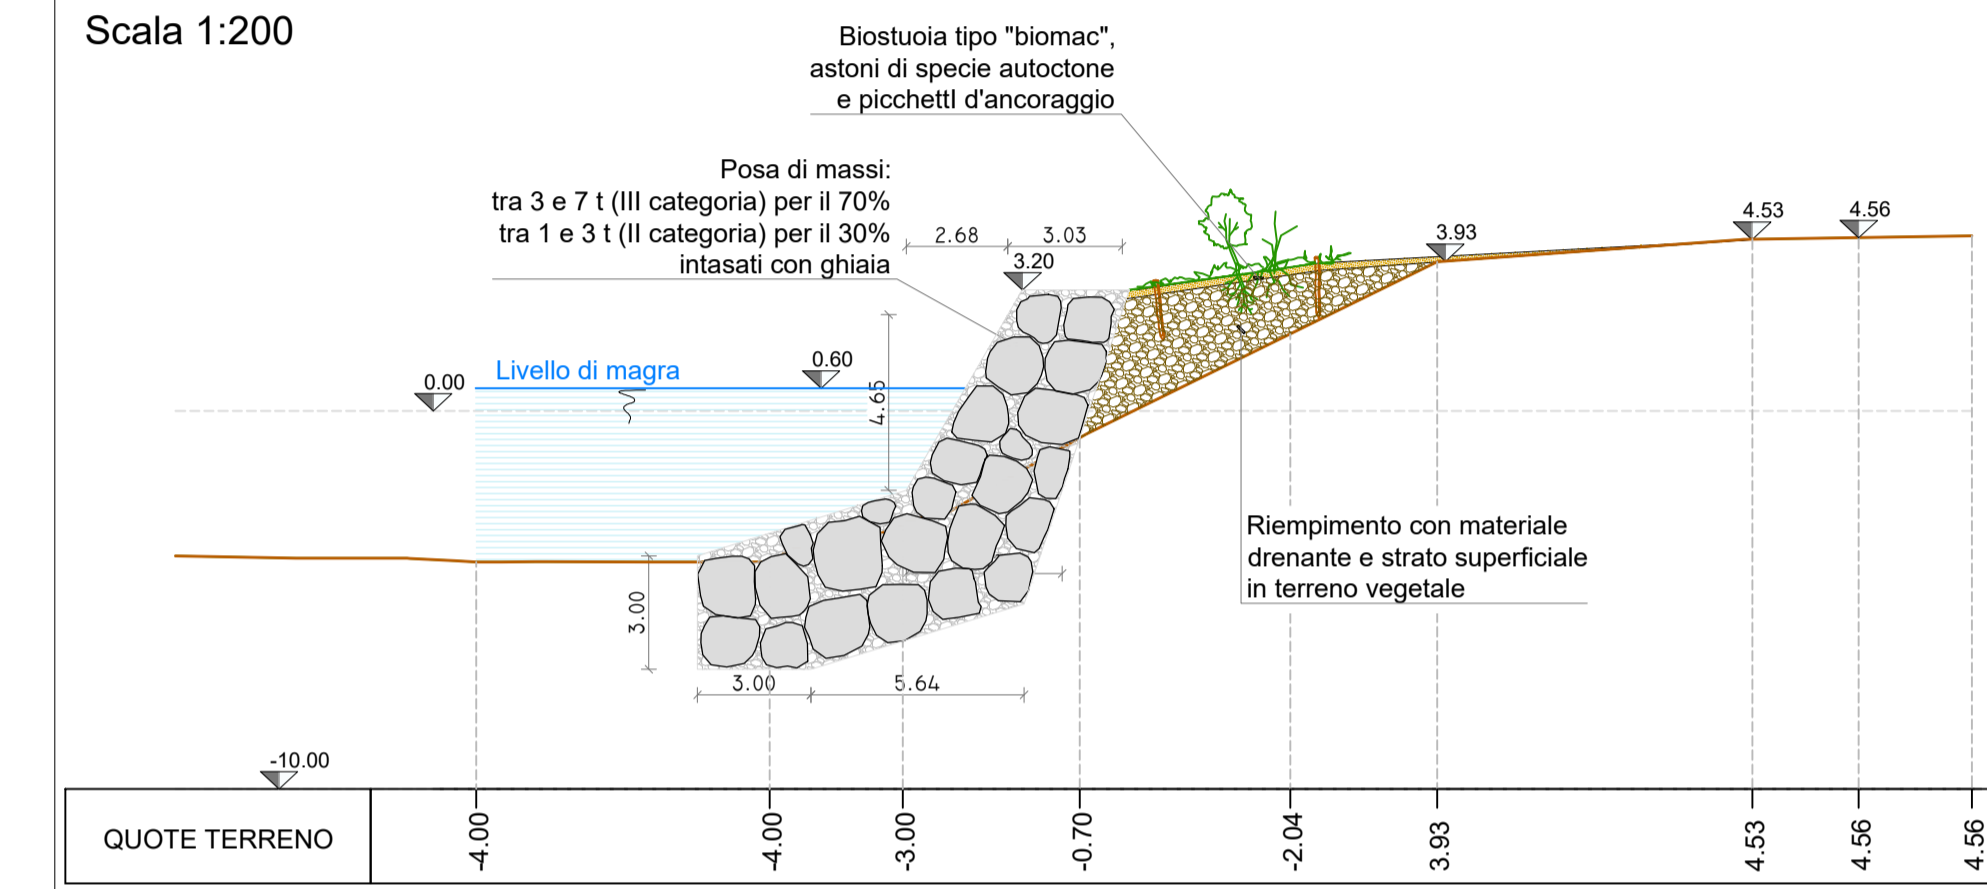 Scala 1:200
Biostuoia tipo "biomac",
astoni di specie autoctone
e picchettI d'ancoraggio
Posa di massi:
tra 3 e 7 t (III categoria) per il 70%
tra 1 e 3 t (II categoria) per il 30%
intasati con ghiaia
2.68
3.03
3.20
3.93
4.53
4.56
Livello di magra
0.60
0.00
4.65
Riempimento con materiale
drenante e strato superficiale
in terreno vegetale
3.00
3.00
5.64
-10.00
QUOTE TERRENO
-4.00
-4.00
-3.00
-0.70
-2.04
3.93
4.53
4.56
4.56